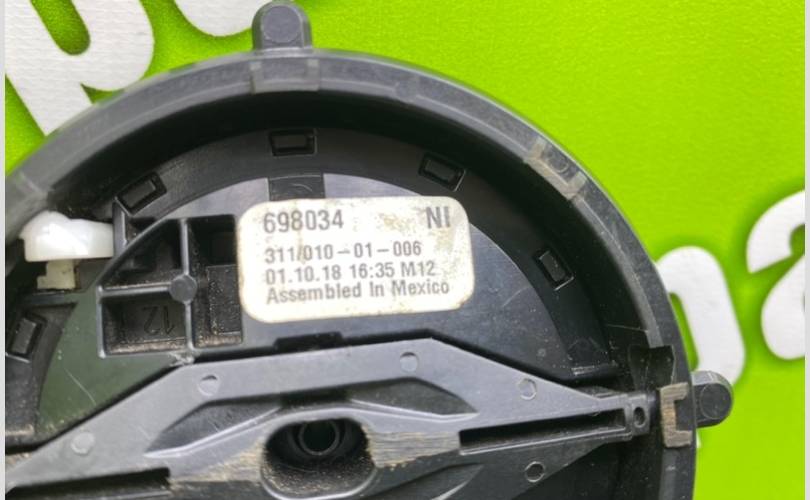 698034 NI
311/010-01-006
01.10.18 16:35 M12
Assembled In Mexico
12